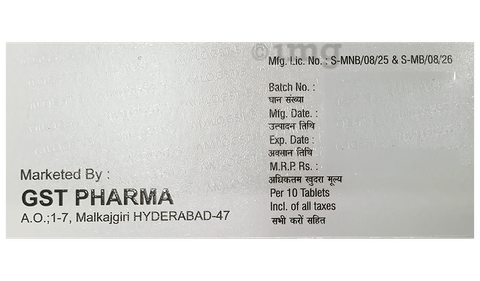 ©1mg
Mfg. Lic. No. : S-MNB/08/25 & S-MB/08/26
Batch No. :
घान संख्या
Mfg. Date. :
उत्पादन तिथि
Exp. Date :
अवसान तिथि
M.R.P. Rs. :
अधिकतम खुदरा मूल्य
Per 10 Tablets
Incl. of all taxes
सभी करों सहित
Marketed By :
GST PHARMA
A.O.;1-7, Malkajgiri HYDERABAD-47